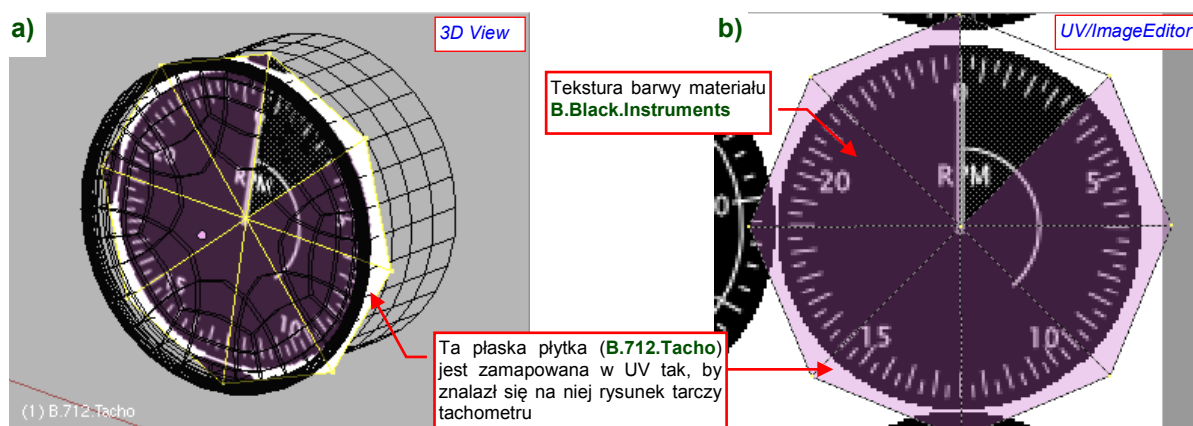 a)
3D View
b)
UV/ImageEditor
Tekstura barwy materiału
B.Black.Instruments
0
20
RPM
5
15
10
RPM
5
10
Ta płaska płytka (B.712.Tacho)
jest zamapowana w UV tak, by
znalazł się na niej rysunek tarczy
tachometru
(1) B.712.Tacho